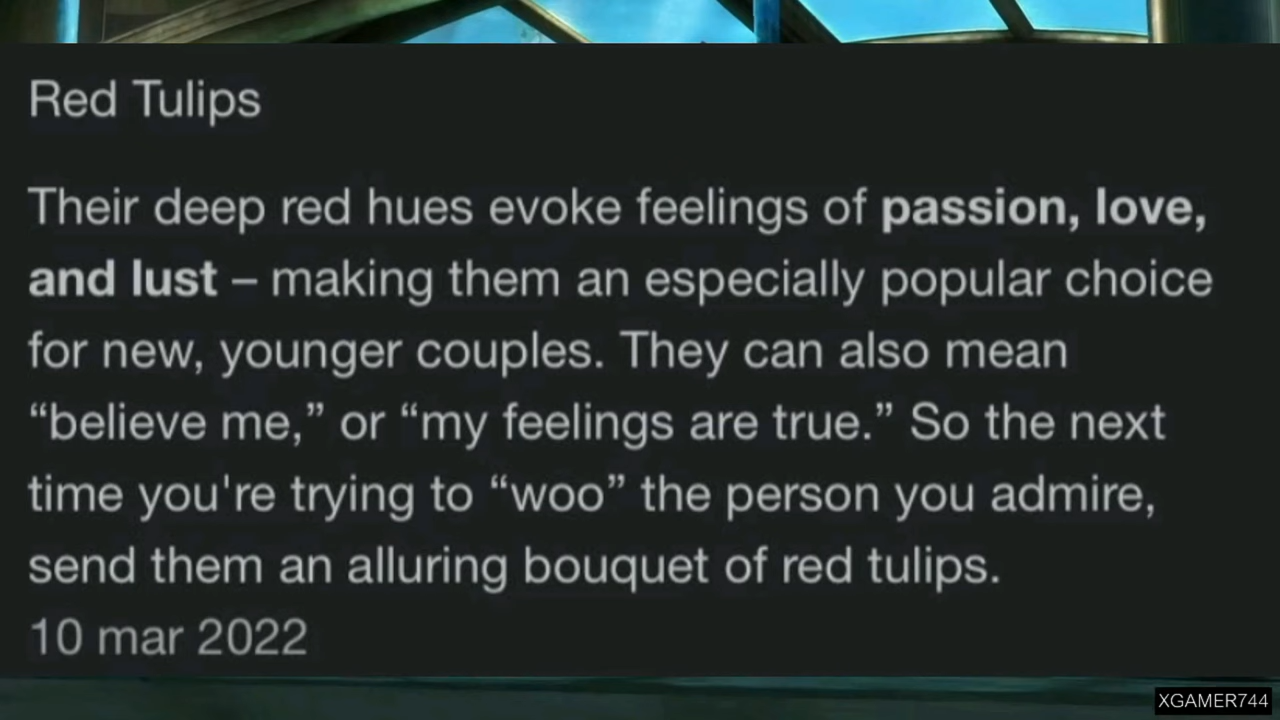 Red Tulips
Their deep red hues evoke feelings of passion, love,
and lust – making them an especially popular choice
for new, younger couples. They can also mean
“believe me,” or “my feelings are true.” So the next
time you're trying to “woo” the person you admire,
send them an alluring bouquet of red tulips.
10 mar 2022
XGAMER744